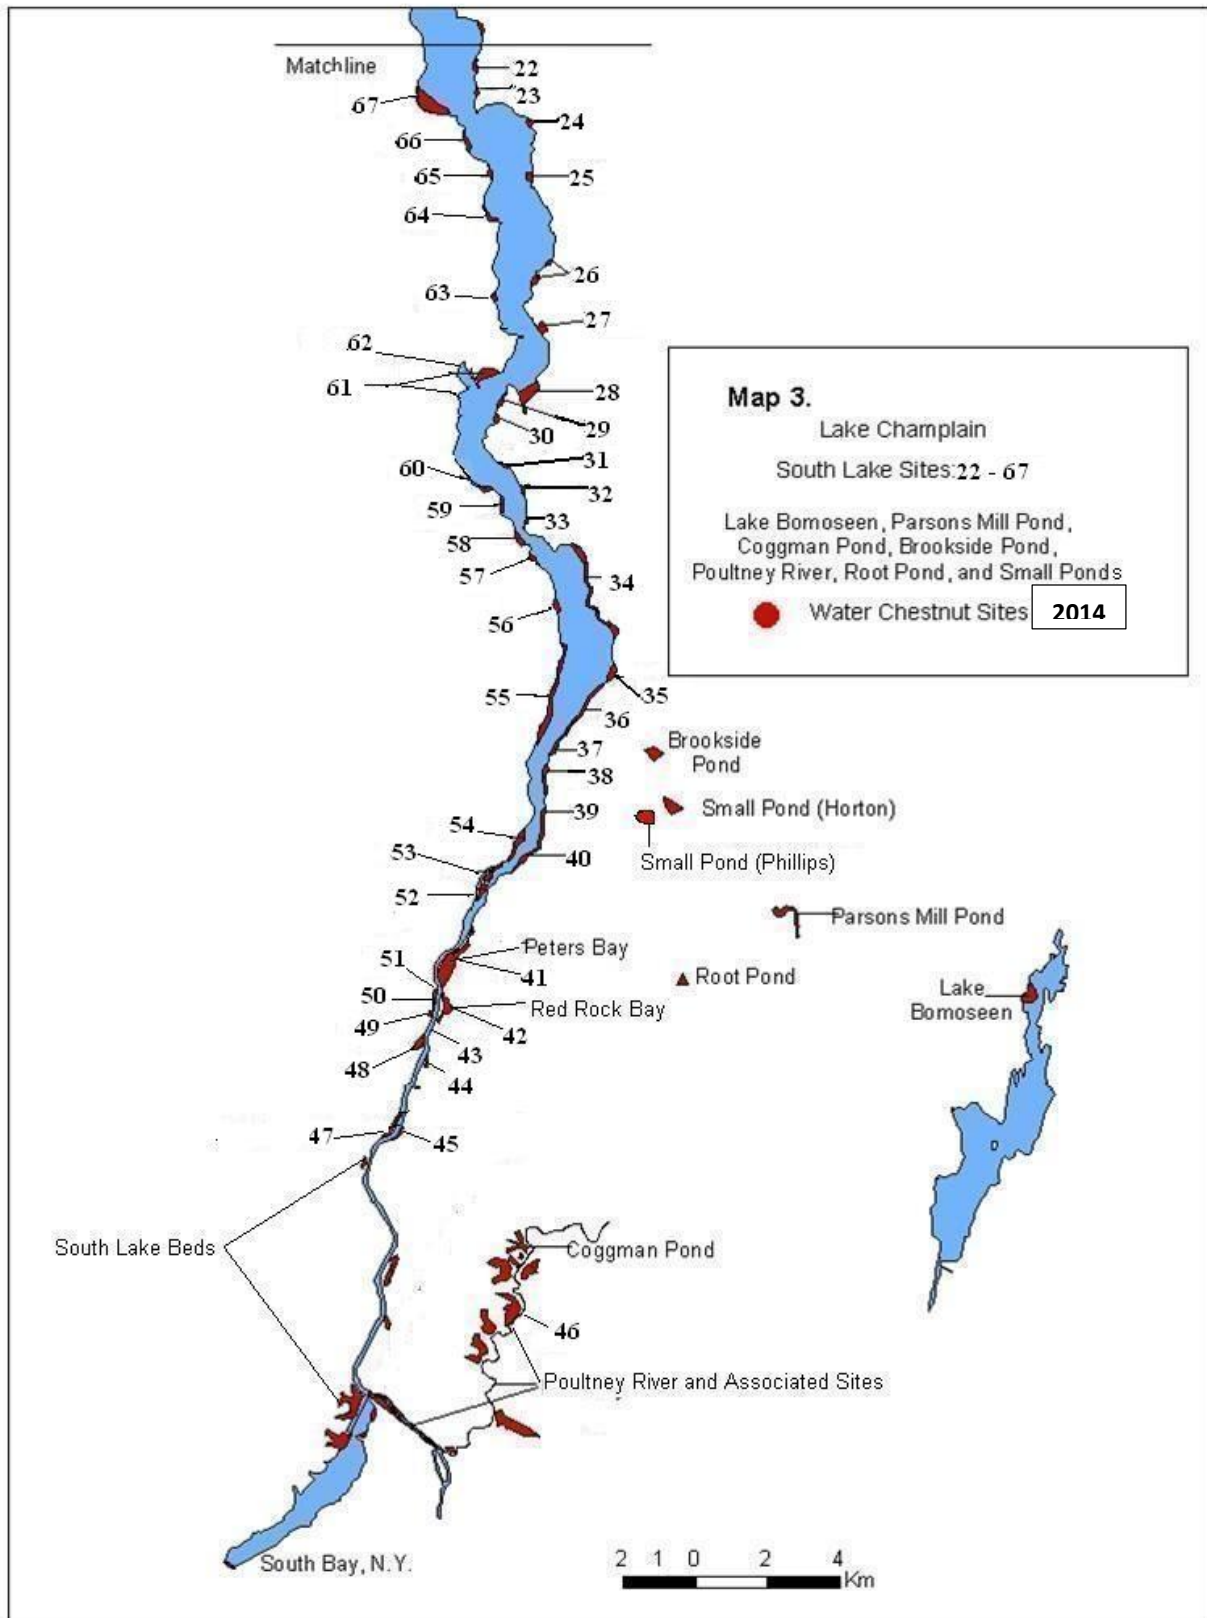 Matchline
22
23
67
24
66
65
25
64
26
63
27
62
61
28
29
30
31
60
32
59
33
58
57
34
56
55
35
36
37
38
39
54
40
53
52
Map 3.
Lake Champlain
South Lake Sites: 22 - 67
Lake Bomoseen, Parsons Mill Pond,
Coggman Pond, Brookside Pond,
Poultney River, Root Pond, and Small Ponds
Water Chestnut Sites 2014
Brookside
Pond
Small Pond (Horton)
Small Pond (Phillips)
Parsons Mill Pond
Peters Bay
51
41
Root Pond
50
Red Rock Bay
Lake
Bomoseen
49
42
43
48
44
47
45
South Lake Beds
Coggman Pond
46
Poultney River and Associated Sites
South Bay, N.Y.
2 1 0 2 4
Km